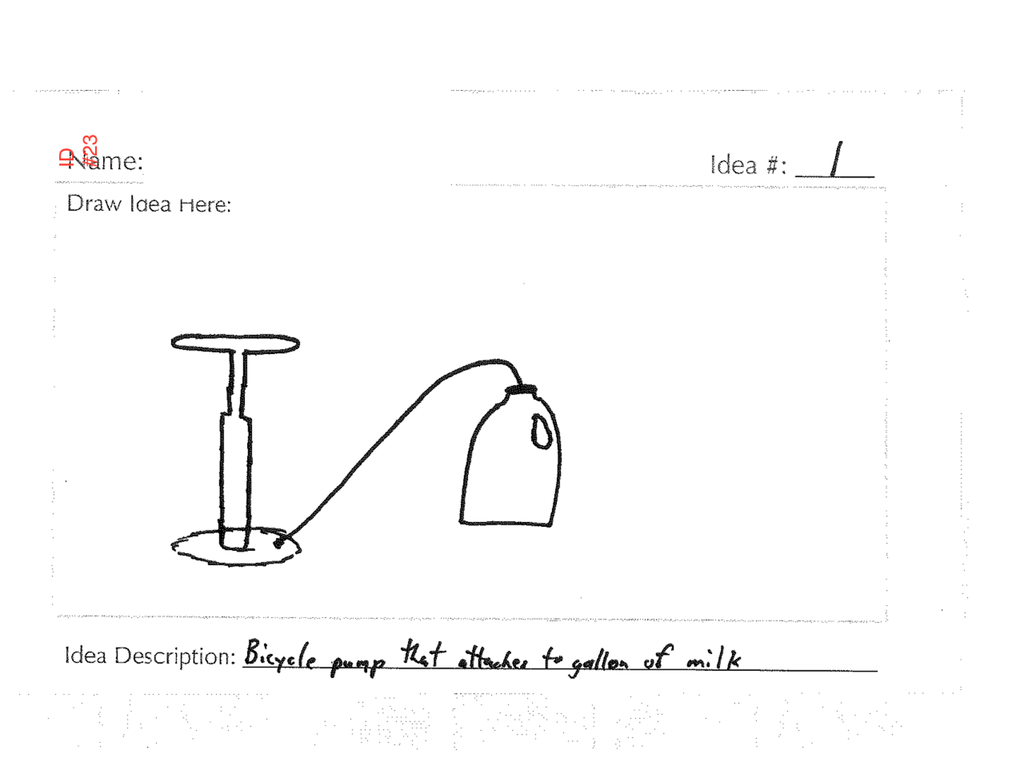 ID
#23
Name:
Idea #: 1
Draw Idea Here:
Idea Description: Bicycle pump that attaches to gallon of milk